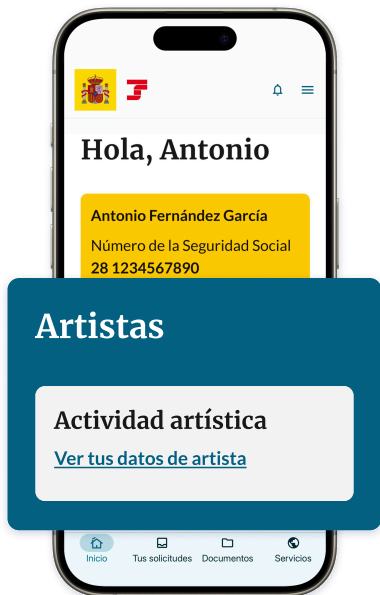 Hola, Antonio
Antonio Fernández García
Número de la Seguridad Social
28 1234567890
Artistas
Actividad artística
Ver tus datos de artista
Inicio
Tus solicitudes
Documentos
Servicios